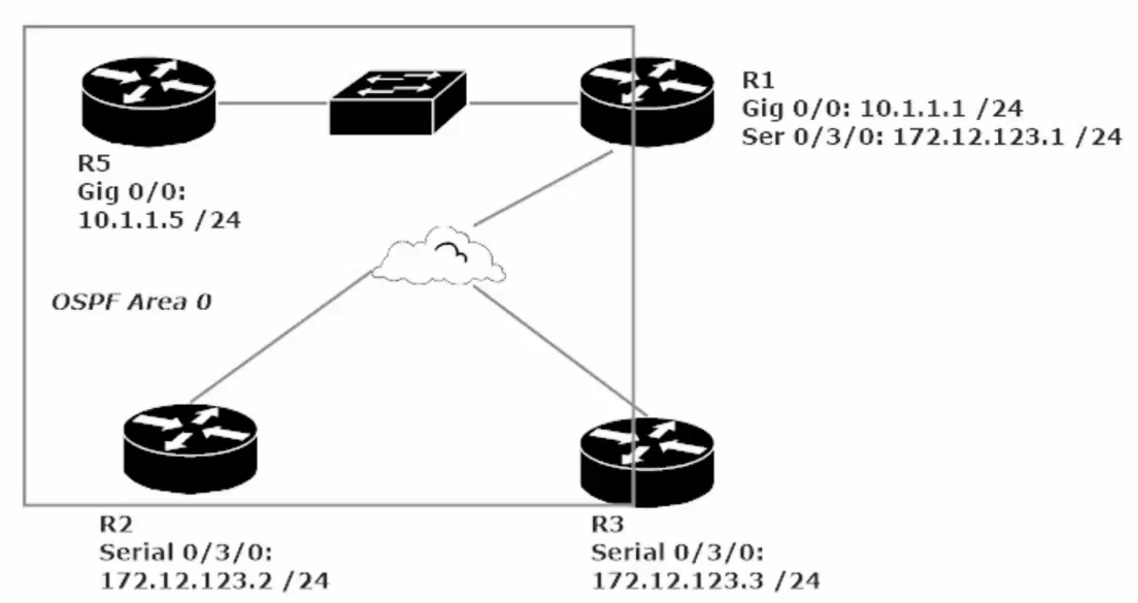 R1
Gig 0/0: 10.1.1.1 /24
Ser 0/3/0: 172.12.123.1 /24
R5
Gig 0/0:
10.1.1.5 /24
OSPF Area 0
R2
Serial 0/3/0:
172.12.123.2 /24
R3
Serial 0/3/0:
172.12.123.3 /24